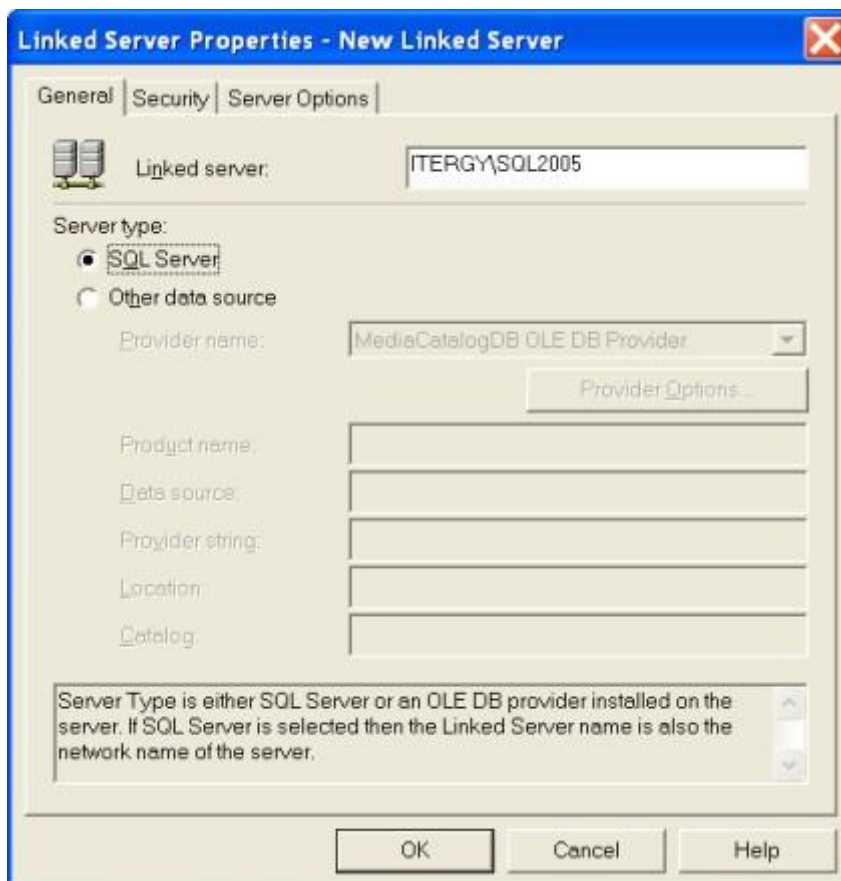 Linked Server Properties - New Linked Server
General Security Server Options
Linked server: ITERGY\SQL2005
Server type:
SQL Server
Other data source
Provider name: MediaCatalogDB OLE DB Provider
Provider Options...
Product name:
Data source:
Provider string:
Location:
Catalog:
Server Type is either SQL Server or an OLE DB provider installed on the
server. If SQL Server is selected then the Linked Server name is also the
network name of the server.
OK Cancel Help